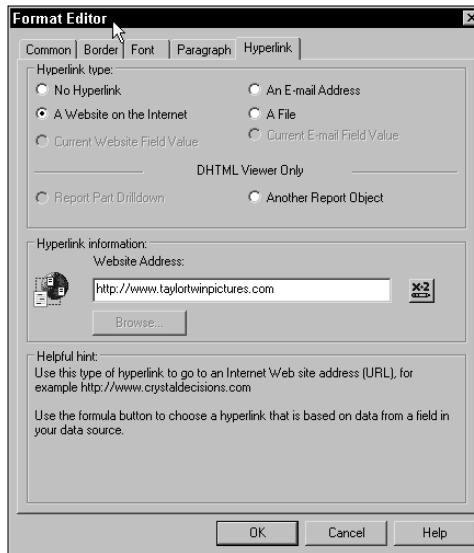 Format Editor
Common Border Font Paragraph Hyperlink
Hyperlink type:
No Hyperlink An E-mail Address
A Website on the Internet A File
Current Website Field Value Current E-mail Field Value
DHTML Viewer Only
Report Part Drilldown Another Report Object
Hyperlink information:
Website Address:
http://www.taylortwinpictures.com
x-2
Browse...
Helpful hint:
Use this type of hyperlink to go to an Internet Web site address (URL), for
example http://www.crystaldecisions.com
Use the formula button to choose a hyperlink that is based on data from a field in
your data source.
OK Cancel Help